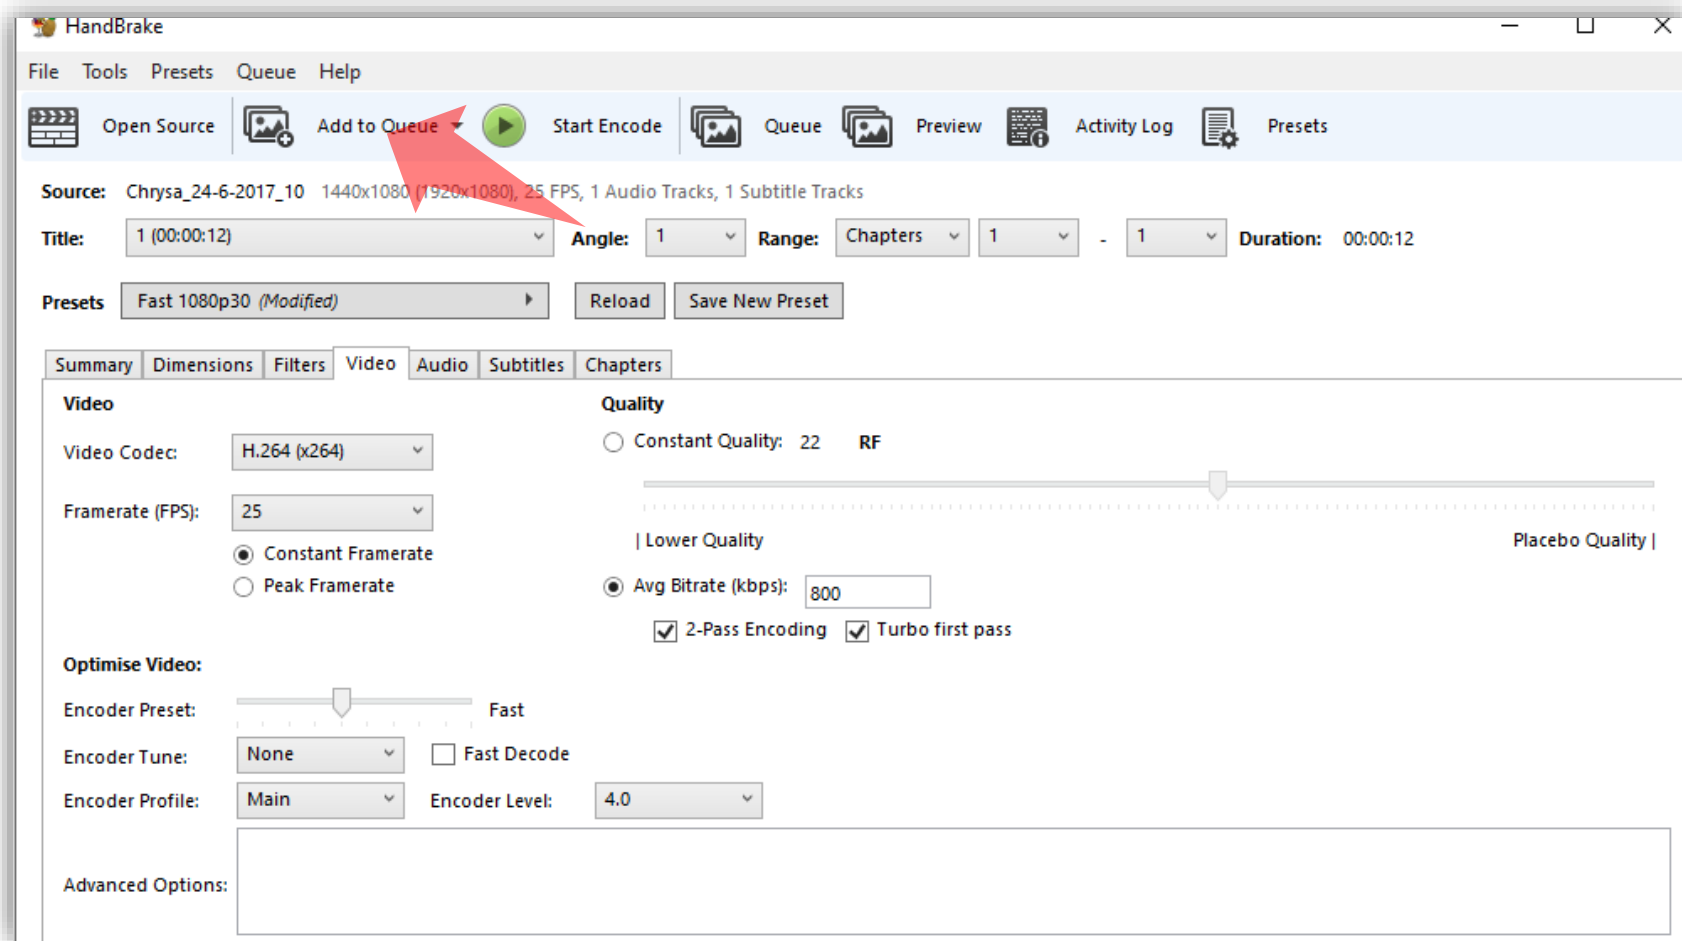 HandBrake
File Tools Presets Queue Help
Open Source Add to Queue Start Encode Queue Preview Activity Log Presets
Source: Chrysa_24-6-2017_10 1440x1080 (1920x1080), 25 FPS, 1 Audio Tracks, 1 Subtitle Tracks
Title: 1 (00:00:12) Angle: 1 Range: Chapters 1 - 1 Duration: 00:00:12
Presets Fast 1080p30 (Modified) Reload Save New Preset
Summary Dimensions Filters Video Audio Subtitles Chapters
Video Quality
Video Codec: H.264 (x264) Constant Quality: 22 RF
Framerate (FPS): 25
| Lower Quality Placebo Quality |
Constant Framerate
Peak Framerate Avg Bitrate (kbps): 800
2-Pass Encoding Turbo first pass
Optimise Video:
Encoder Preset: Fast
Encoder Tune: None Fast Decode
Encoder Profile: Main Encoder Level: 4.0
Advanced Options: